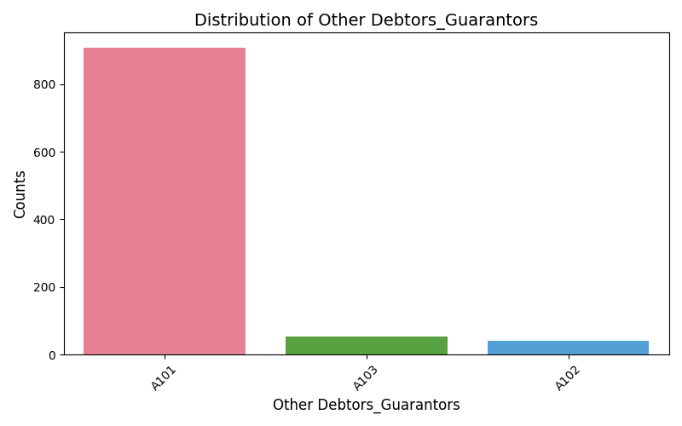 Distribution of Other Debtors_Guarantors
Counts
800
600
400
200
0
A101
A103
A102
Other Debtors_Guarantors